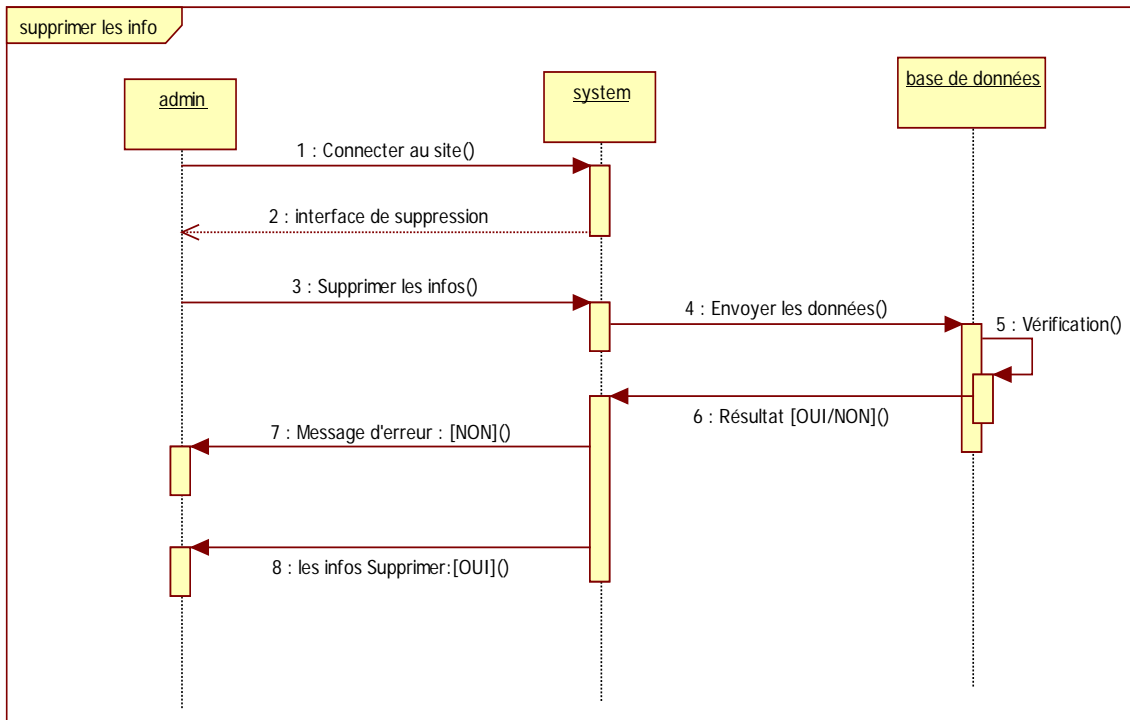 supprimer les info
admin
system
base de données
1 : Connecter au site()
2 : interface de suppression
3 : Supprimer les infos()
4 : Envoyer les données()
5 : Vérification()
6 : Résultat [OUI/NON]()
7 : Message d'erreur : [NON]()
8 : les infos Supprimer:[OUI]()